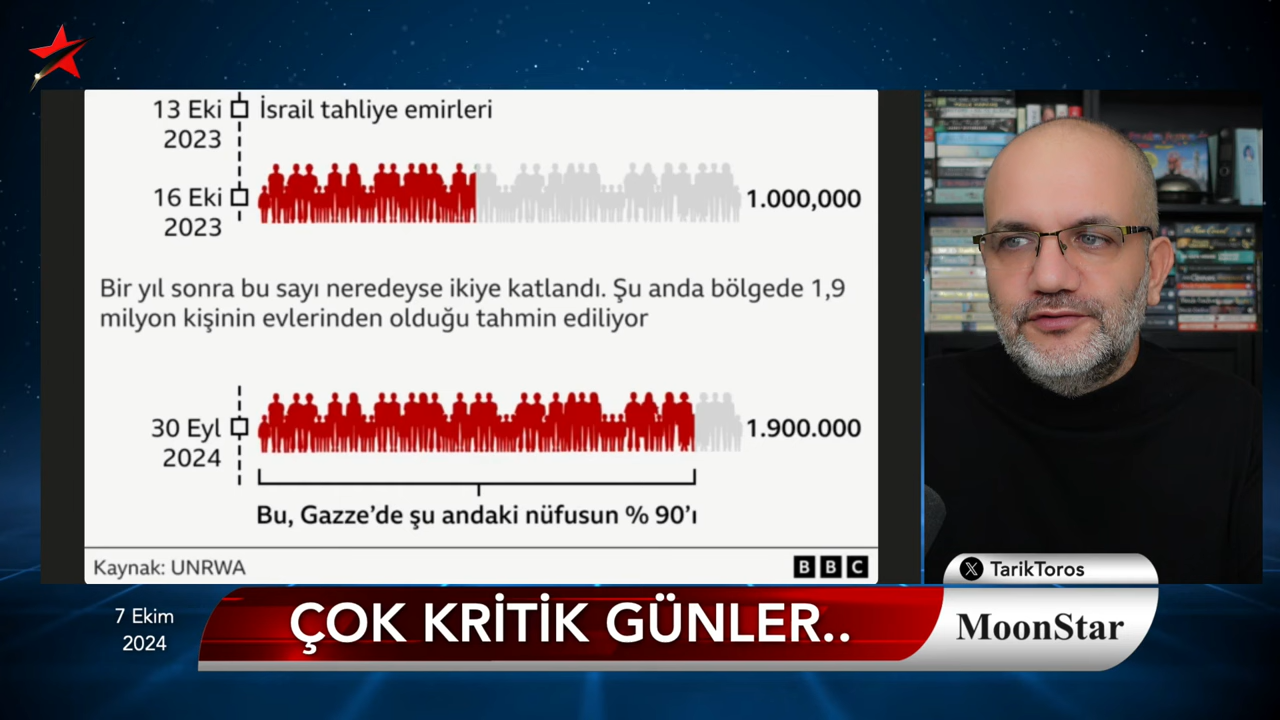 13 Eki
2023
İsrail tahliye emirleri
16 Eki
2023
1.000,000
Bir yıl sonra bu sayı neredeyse ikiye katlandı. Şu anda bölgede 1,9
milyon kişinin evlerinden olduğu tahmin ediliyor
30 Eyl
2024
1.900.000
Bu, Gazze’de şu andaki nüfusun % 90’ı
Kaynak: UNRWA
BBC
X TarikToros
7 Ekim
2024
ÇOK KRİTİK GÜNLER..
MoonStar